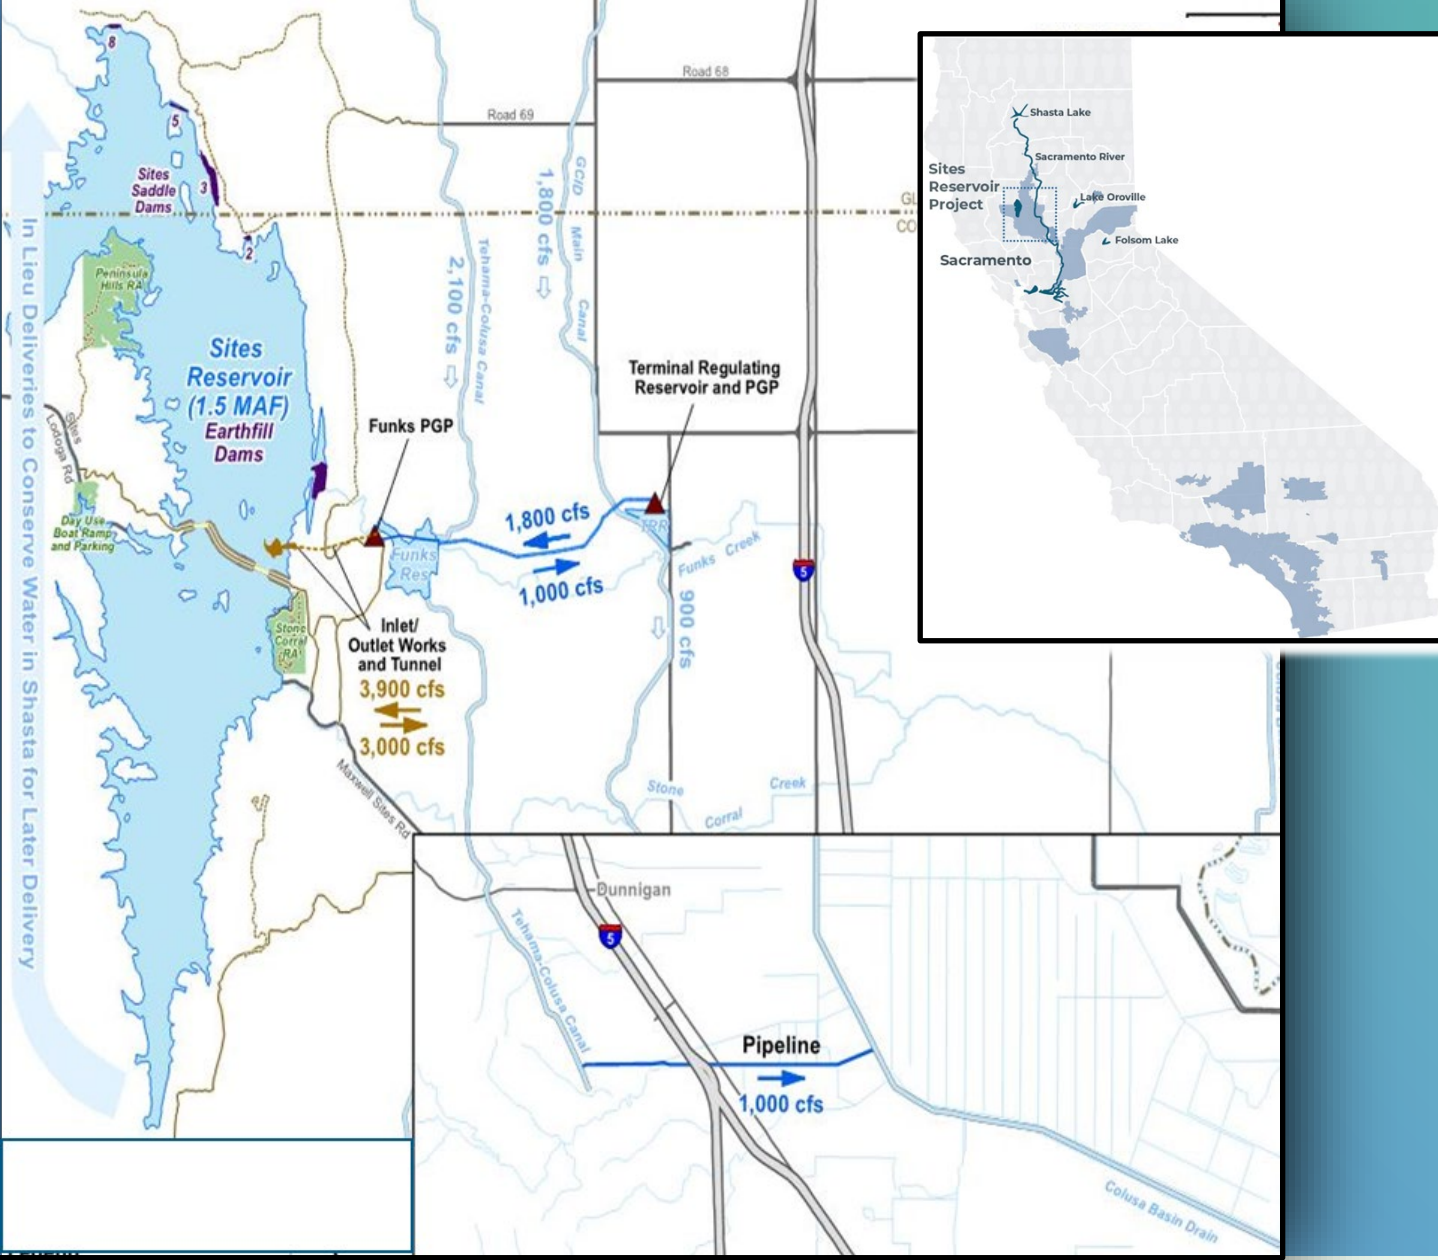 8
5
Sites
Saddle
Dams
3
2
Road 68
Road 69
GCID Main Canal
1,800 cfs
Tehama-Colusa Canal
2,100 cfs
GL
CO
In Lieu Deliveries to Conserve Water in Shasta for Later Delivery
Peninsula
Hills RA
Sites
Reservoir
(1.5 MAF)
Earthfill
Dams
Sites
Lodoga Rd
Day Use
Boat Ramp
and Parking
Funks PGP
Terminal Regulating
Reservoir and PGP
1,800 cfs
1,000 cfs
TRR
Funks
Res
Funks Creek
5
900 cfs
Stone
Corral
RA
Inlet/
Outlet Works
and Tunnel
3,900 cfs
3,000 cfs
Maxwell Sites Rd
Stone Corral Creek
Shasta Lake
Sacramento River
Sites
Reservoir
Project
Lake Oroville
Folsom Lake
Sacramento
Dunnigan
5
Tehama-Colusa Canal
Pipeline
1,000 cfs
Colusa Basin Drain